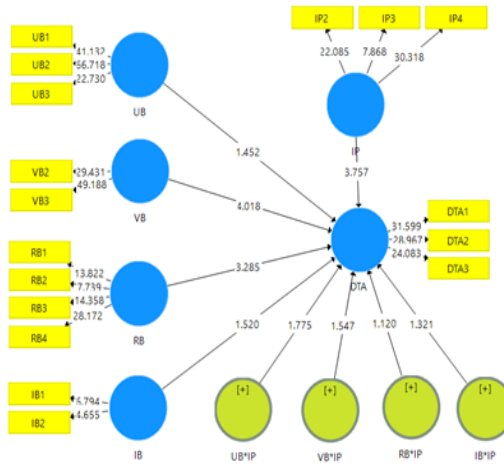 IP2 IP3 IP4
22.085 7.868 30.318
IP
3.757
UB1
UB2
UB3
41.132
56.718
22.730
UB
1.452
VB2
VB3
29.431
49.188
VB
4.018
RB1
RB2
RB3
RB4
13.822
7.739
14.358
28.172
RB
3.285
IB1
IB2
6.794
4.655
IB
1.520
DTA
31.599
28.967
24.083
DTA1
DTA2
DTA3
1.775 1.547 1.120 1.321
[+] [+] [+] [+]
UB*IP VB*IP RB*IP IB*IP